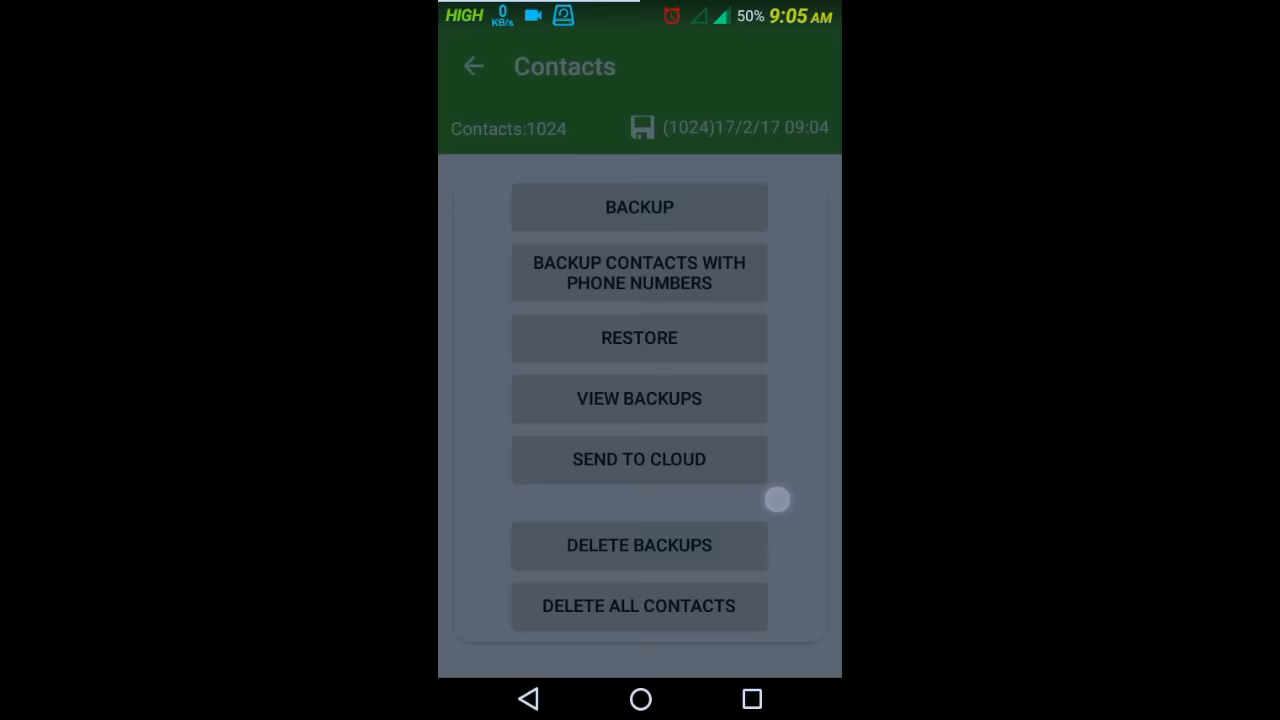 HIGH 0 KB/s 50% 9:05 AM
Contacts
Contacts:1024 (1024)17/2/17 09:04
BACKUP
BACKUP CONTACTS WITH
PHONE NUMBERS
RESTORE
VIEW BACKUPS
SEND TO CLOUD
DELETE BACKUPS
DELETE ALL CONTACTS